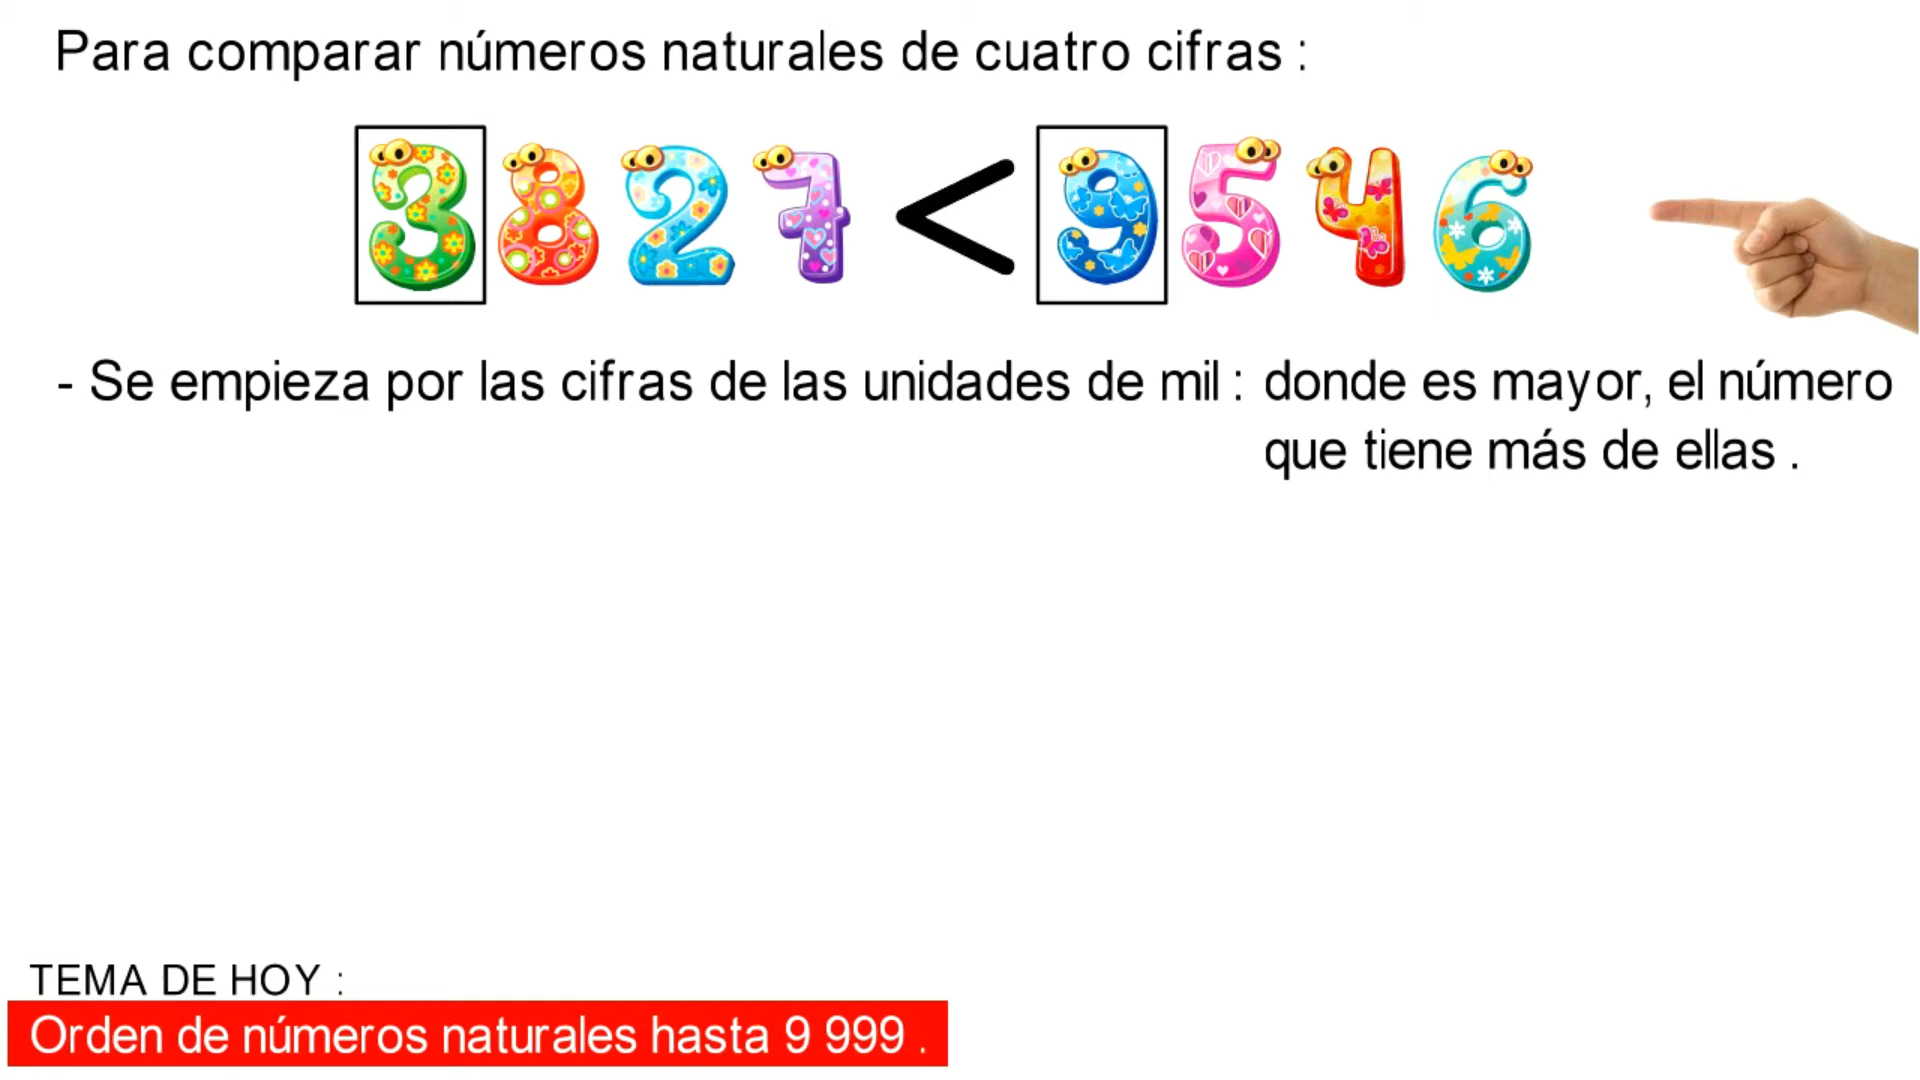 Para comparar números naturales de cuatro cifras :
3827 < 9546
- Se empieza por las cifras de las unidades de mil : donde es mayor, el número
que tiene más de ellas .
TEMA DE HOY :
Orden de números naturales hasta 9 999 .